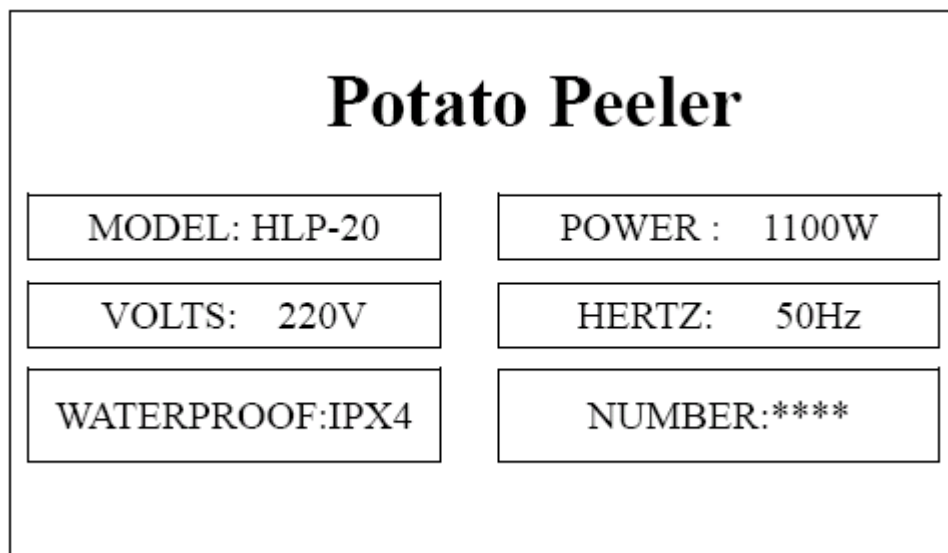 Potato Peeler
MODEL: HLP-20
POWER : 1100W
VOLTS: 220V
HERTZ: 50Hz
WATERPROOF:IPX4
NUMBER:****